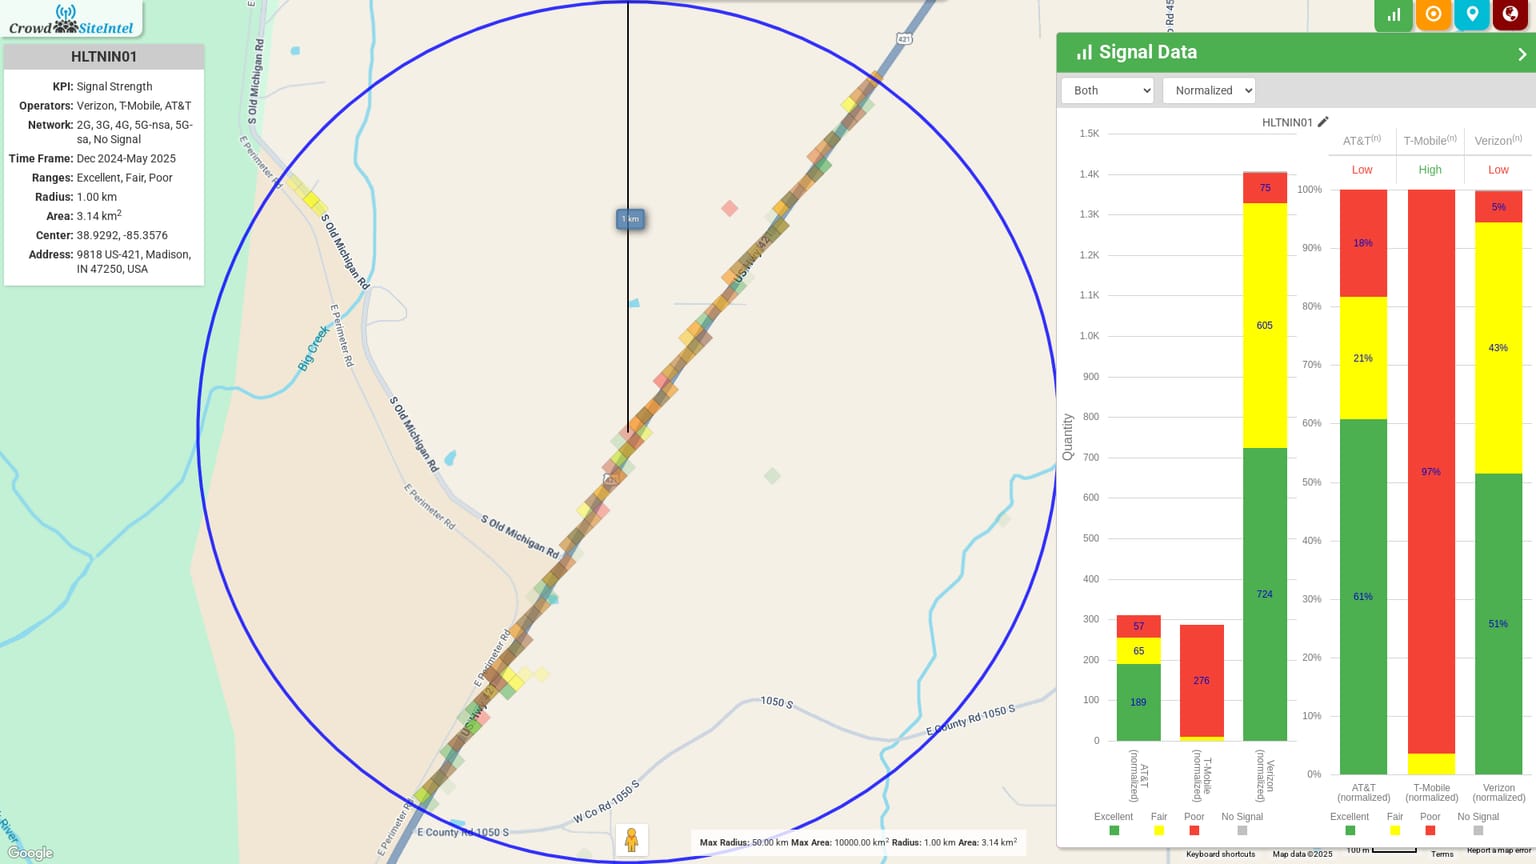 Crowd SiteIntel
HLTNIN01
KPI: Signal Strength
Operators: Verizon, T-Mobile, AT&T
Network: 2G, 3G, 4G, 5G-nsa, 5G-
sa, No Signal
Time Frame: Dec 2024-May 2025
Ranges: Excellent, Fair, Poor
Radius: 1.00 km
Area: 3.14 km²
Center: 38.9292, -85.3576
Address: 9818 US-421, Madison,
IN 47250, USA
S Old Michigan Rd
E Perimeter Rd
S Old Michigan Rd
E Perimeter Rd
Big Creek
S Old Michigan Rd
E Perimeter Rd
S Old Michigan Rd
E Perimeter Rd
E Perimeter Rd
River
421
1 km
US Hwy 421
US Hwy 421
1050 S
E County Rd 1050 S
W Co Rd 1050 S
E County Rd 1050 S
Rd 45
Google
Max Radius: 50.00 km Max Area: 10000.00 km² Radius: 1.00 km Area: 3.14 km²
Keyboard shortcuts
Map data ©2025
100 m
Terms
Report a map error
Signal Data
Both
Normalized
HLTNIN01
Quantity
1.5K
1.4K
1.3K
1.2K
1.1K
1.0K
900
800
700
600
500
400
300
200
100
0
57
65
189
276
75
605
724
AT&T
(normalized)
T-Mobile
(normalized)
Verizon
(normalized)
Excellent Fair Poor No Signal
AT&T(n) T-Mobile(n) Verizon(n)
Low High Low
100%
90%
80%
70%
60%
50%
40%
30%
20%
10%
0%
18%
21%
61%
97%
5%
43%
51%
AT&T
(normalized)
T-Mobile
(normalized)
Verizon
(normalized)
Excellent Fair Poor No Signal